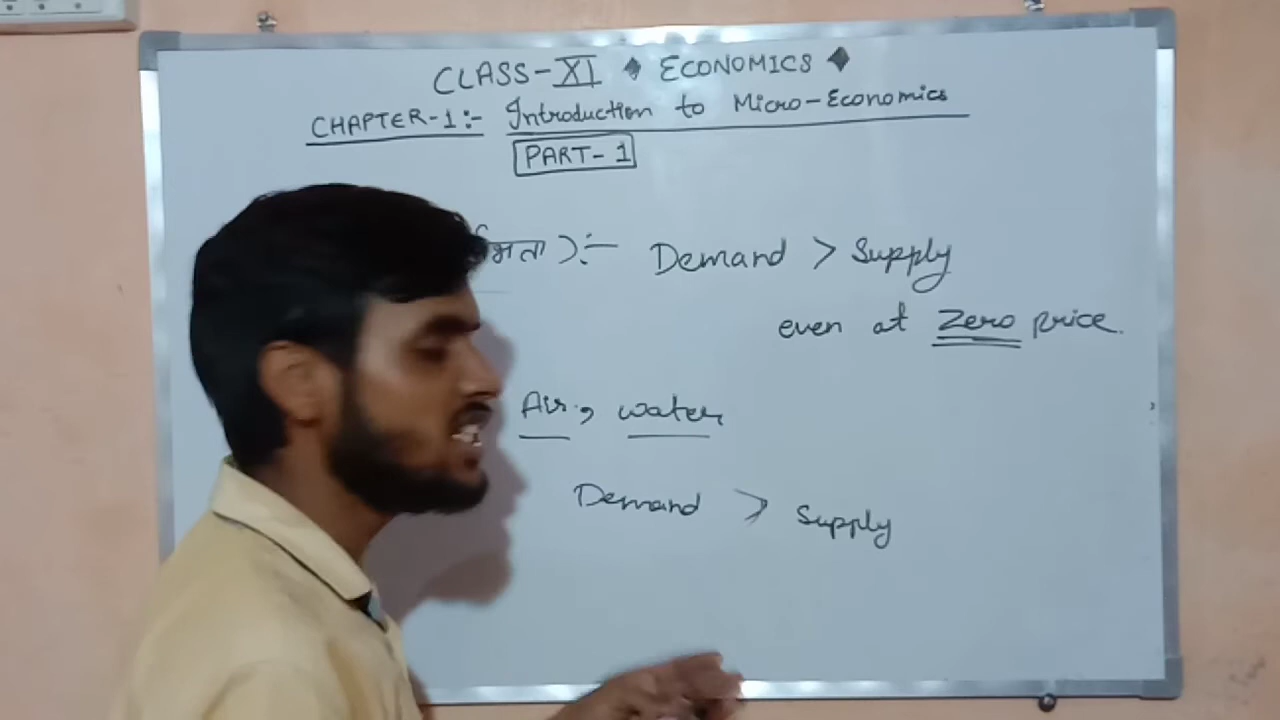 CLASS-XI ◆ ECONOMICS ◆
CHAPTER-1:- Introduction to Micro-Economics
PART-1
):- Demand > Supply
even at Zero price.
Air, water
Demand > Supply